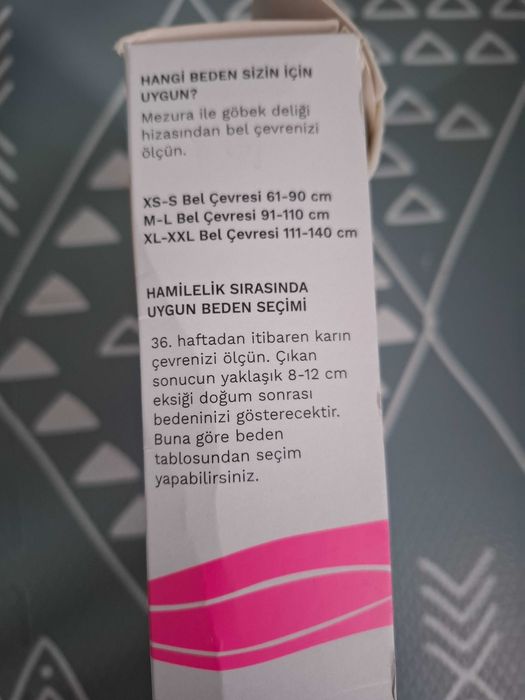 HANGİ BEDEN SİZİN İÇİN
UYGUN?
Mezura ile göbek deliği
hizasından bel çevrenizi
ölçün.
XS-S Bel Çevresi 61-90 cm
M-L Bel Çevresi 91-110 cm
XL-XXL Bel Çevresi 111-140 cm
HAMİLELİK SIRASINDA
UYGUN BEDEN SEÇİMİ
36. haftadan itibaren karın
çevrenizi ölçün. Çıkan
sonucun yaklaşık 8-12 cm
eksiği doğum sonrası
bedeninizi gösterecektir.
Buna göre beden
tablosundan seçim
yapabilirsiniz.